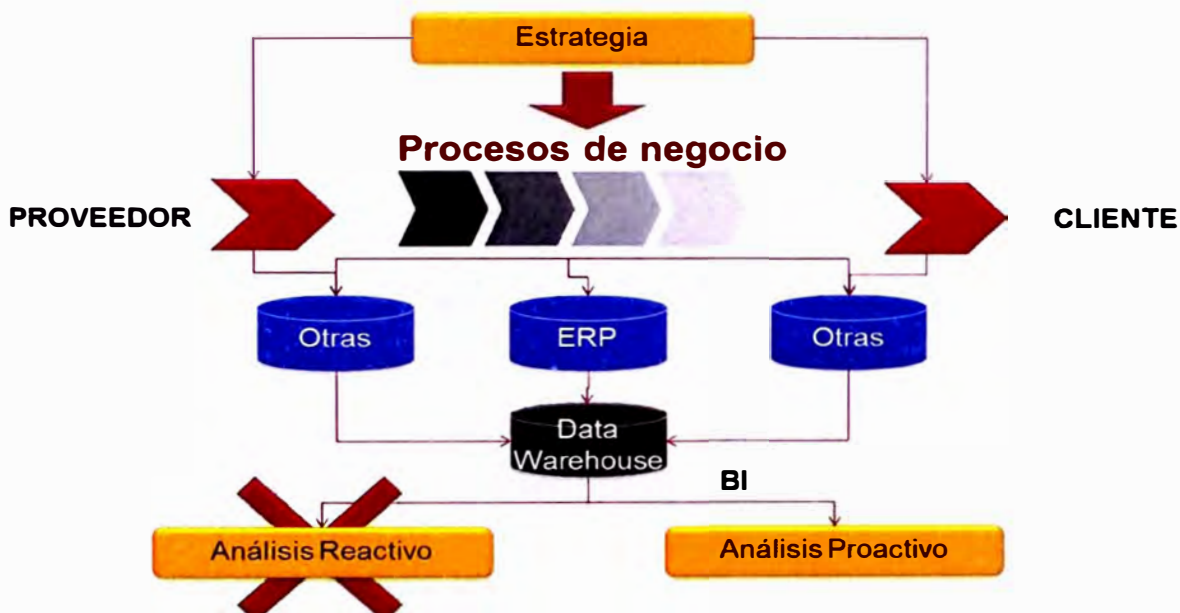 Estrategia
Procesos de negocio
PROVEEDOR
CLIENTE
Otras
ERP
Otras
Data
Warehouse
BI
Análisis Reactivo
Análisis Proactivo